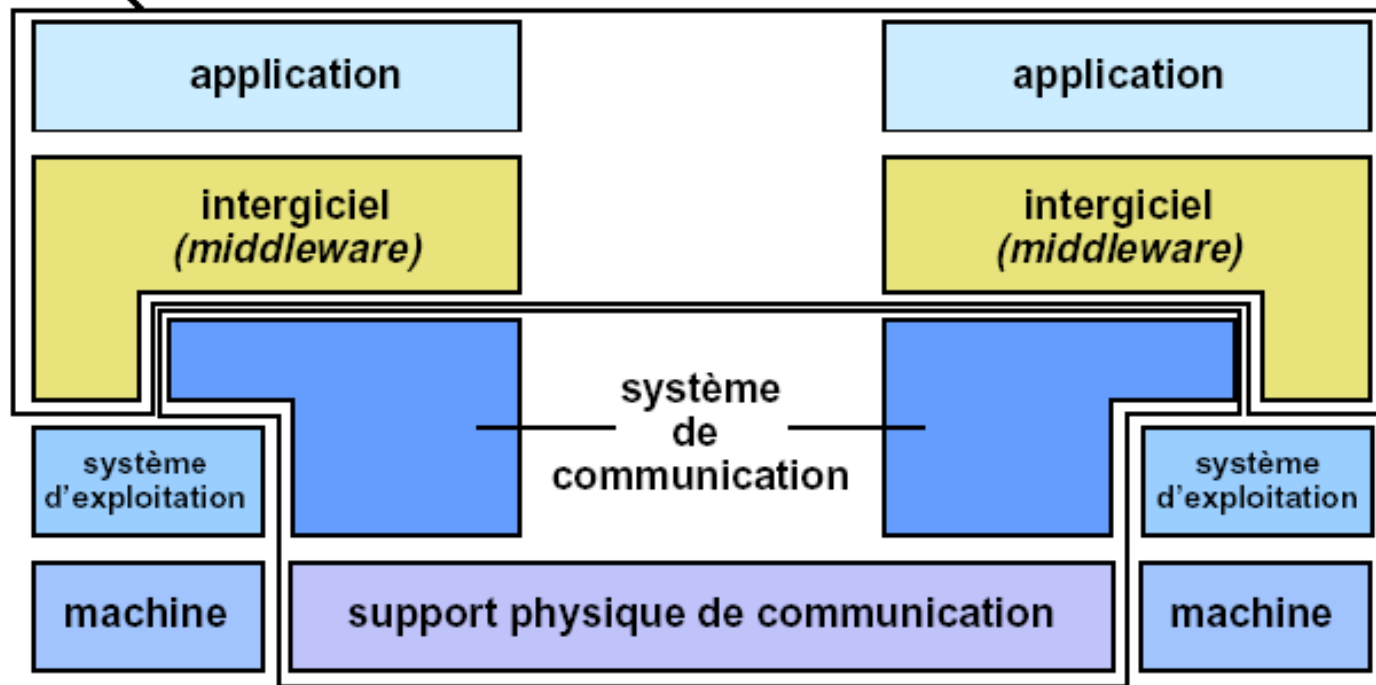 application
application
intergiciel
(middleware)
intergiciel
(middleware)
système
de
communication
système
d'exploitation
système
d'exploitation
machine
support physique de communication
machine